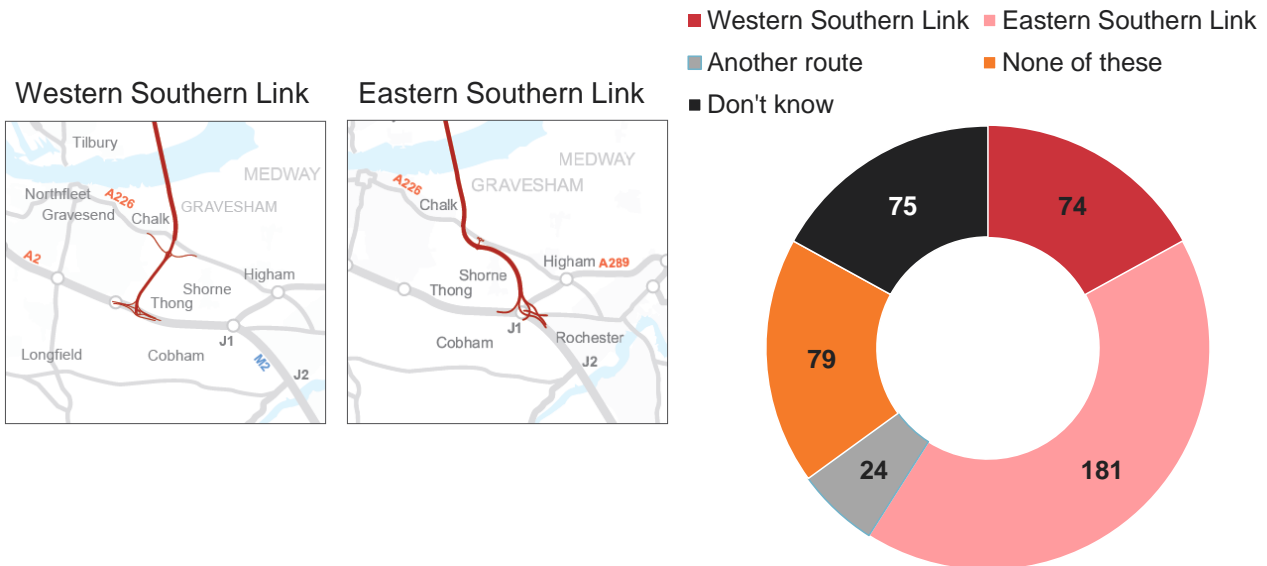 Western Southern Link
Eastern Southern Link
Another route
None of these
Don't know
Western Southern Link
Eastern Southern Link
Tilbury
MEDWAY
Northfleet
A226
Gravesend
Chalk
GRAVESHAM
A2
Higham
Shorne
Thong
J1
Longfield
Cobham
M2
J2
MEDWAY
A226
GRAVESHAM
Chalk
Higham
A289
Shorne
Thong
J1
Rochester
Cobham
J2
75
74
79
24
181